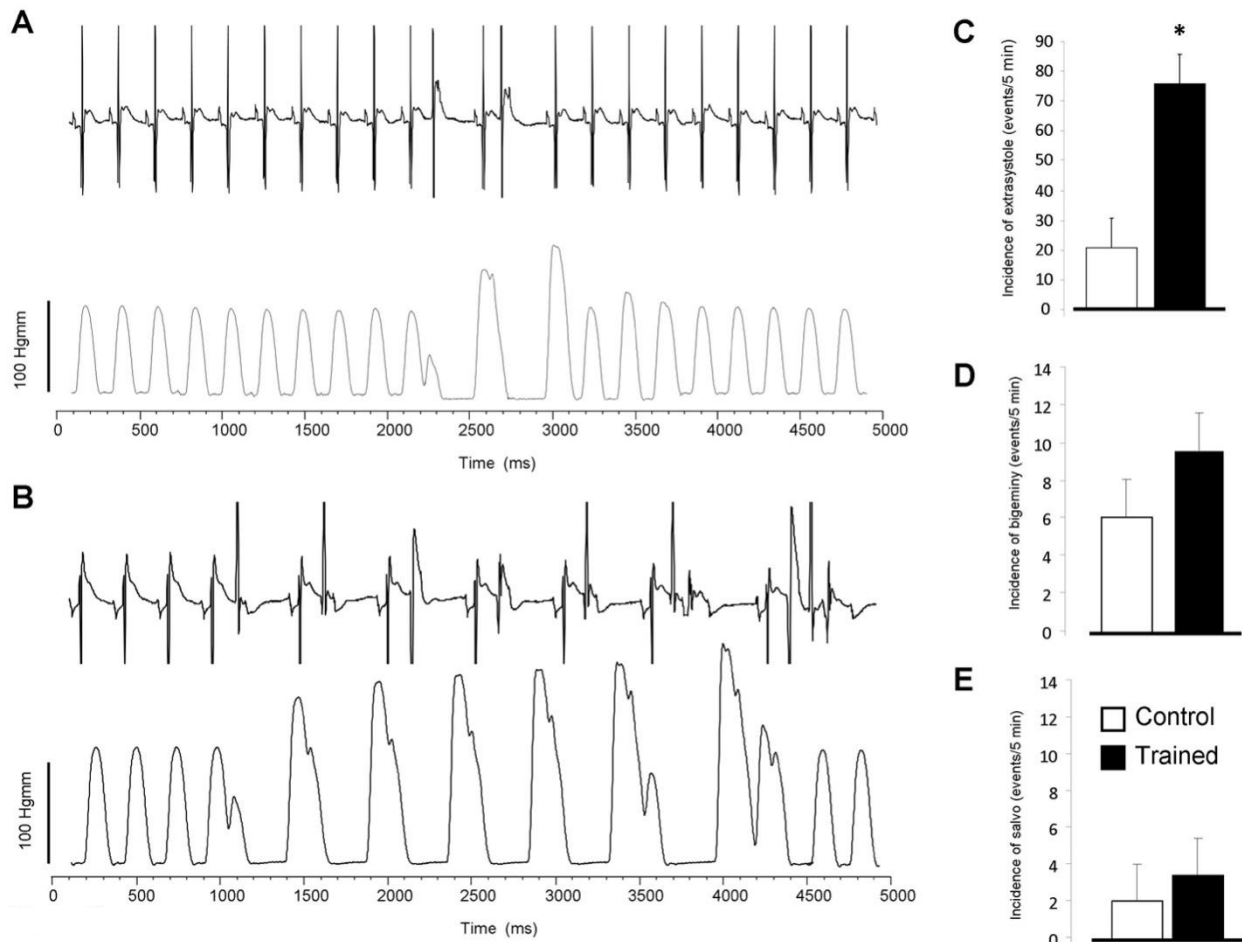 A
100 Hgmm
0 500 1000 1500 2000 2500 3000 3500 4000 4500 5000
Time (ms)
B
100 Hgmm
0 500 1000 1500 2000 2500 3000 3500 4000 4500 5000
Time (ms)
C
Incidence of extrasystole (events/5 min)
90
80
70
60
50
40
30
20
10
0
*
D
Incidence of bigeminy (events/5 min)
14
12
10
8
6
4
2
0
E
Incidence of salvo (events/5 min)
14
12
10
8
6
4
2
0
Control
Trained